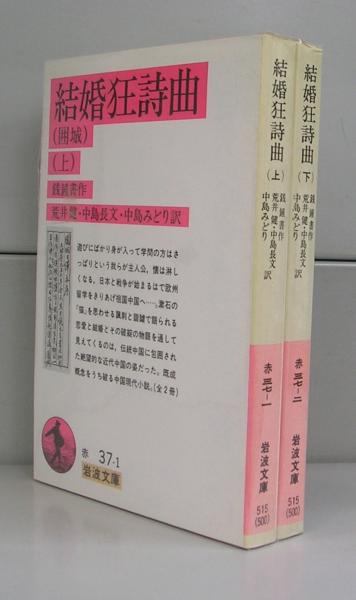 結婚狂詩曲
(囲城)
(上)
銭鍾書作
荒井健・中島長文・中島みどり訳
遊びにばかり身が入って学問の方はさ
っぱりという我らが主人公。懐は淋し
くなる、日本と戦争が始まるはで欧州
留学をきりあげ祖国中国へ……。漱石の
「猫」を思わせる諷刺と諧謔で語られる
恋愛と結婚とその破綻の物語を通して
見えてくるのは、伝統中国に包囲され
た絶望的な近代中国の姿だった。既成
概念をうち破る中国現代小説。(全2冊)
赤 37-1
岩波文庫
結婚狂詩曲(上)
銭鍾書作
荒井健・中島長文
中島みどり 訳
赤 三七-一
岩波文庫
515
(500)
結婚狂詩曲(下)
銭鍾書作
荒井健・中島長文
中島みどり 訳
赤 三七-二
岩波文庫
515
(500)